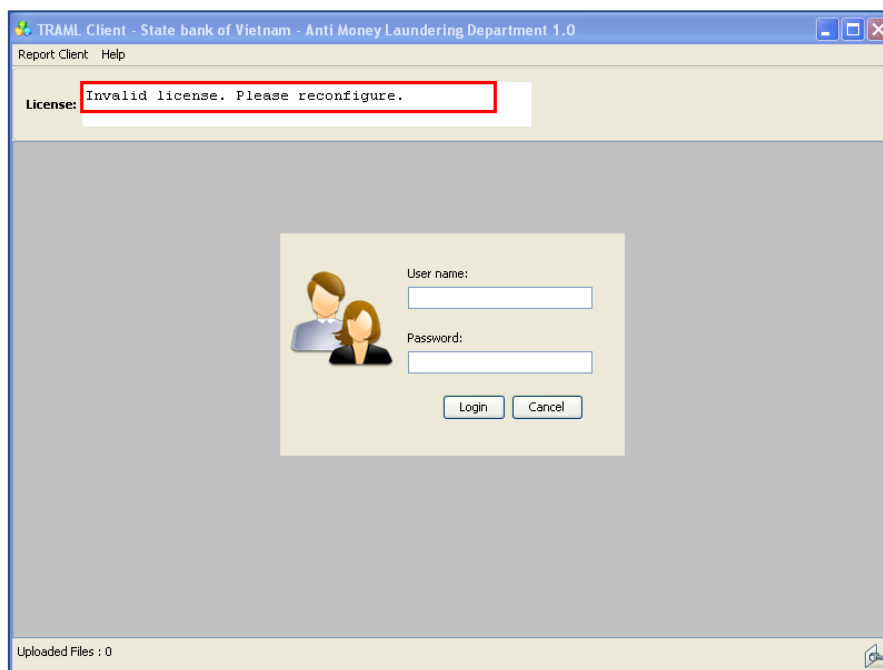 TRAML Client - State bank of Vietnam - Anti Money Laundering Department 1.0
Report Client Help
License: Invalid license. Please reconfigure.
User name:
Password:
Login Cancel
Uploaded Files : 0